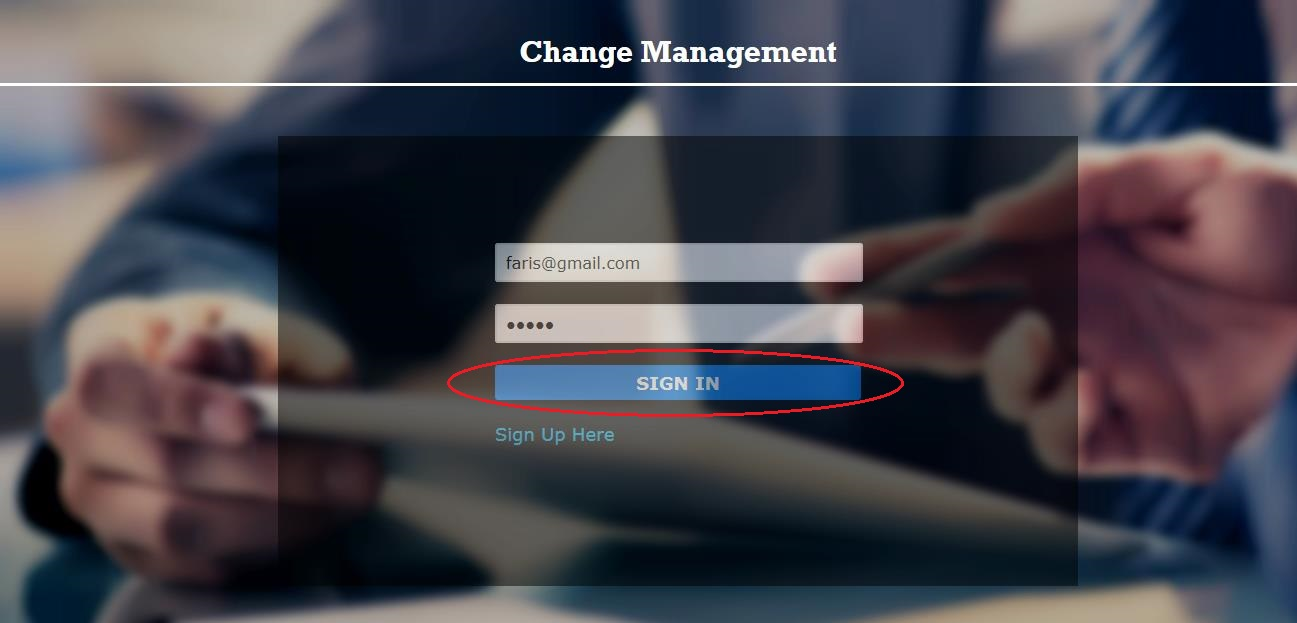 Change Management
faris@gmail.com
•••••
SIGN IN
Sign Up Here